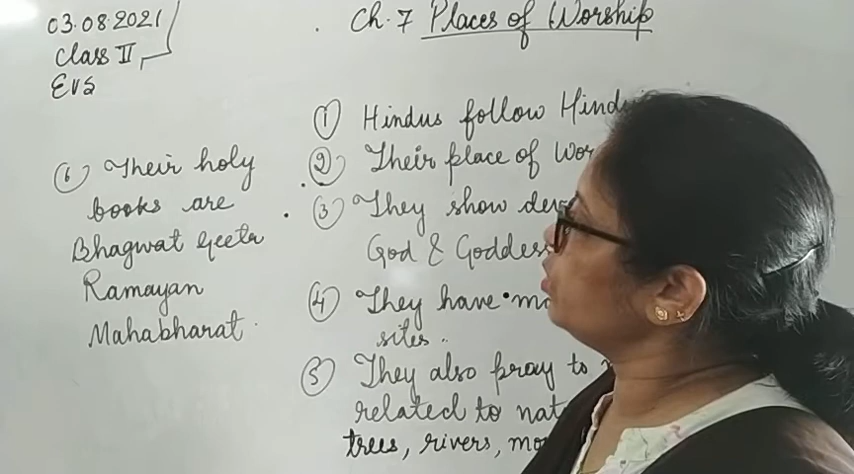 03.08.2021
Class II
EVS
Ch. 7 Places of Worship
① Hindus follow
② Their place of
③ They show
God & Goddess
④ They have
sites.
⑤ They also pray to
related to
trees, rivers,
⑥ Their holy
books are
Bhagwat Geeta
Ramayan
Mahabharat.